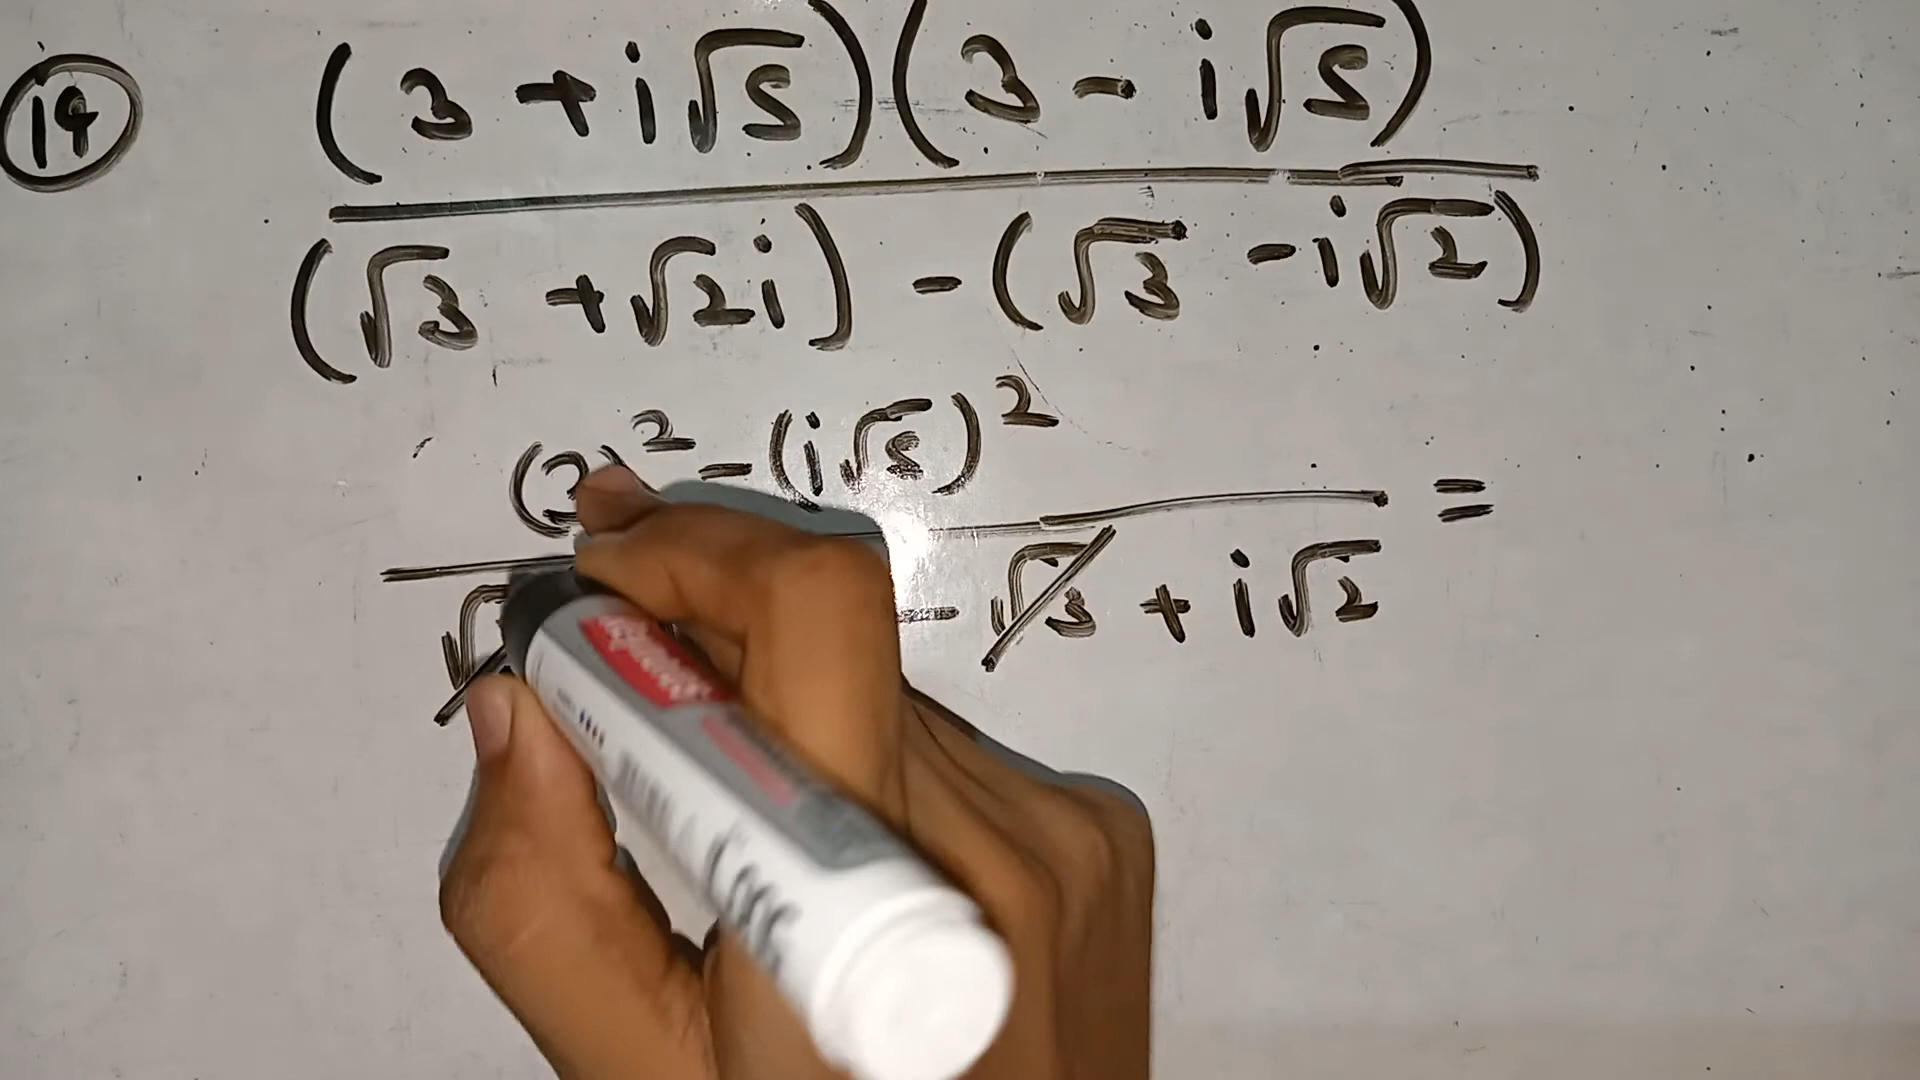 14
(3 + i√5)(3 - i√5)
(√3 + √2i) - (√3 - i√2)
(3)² - (i√5)² =
√ - √3 + i√2